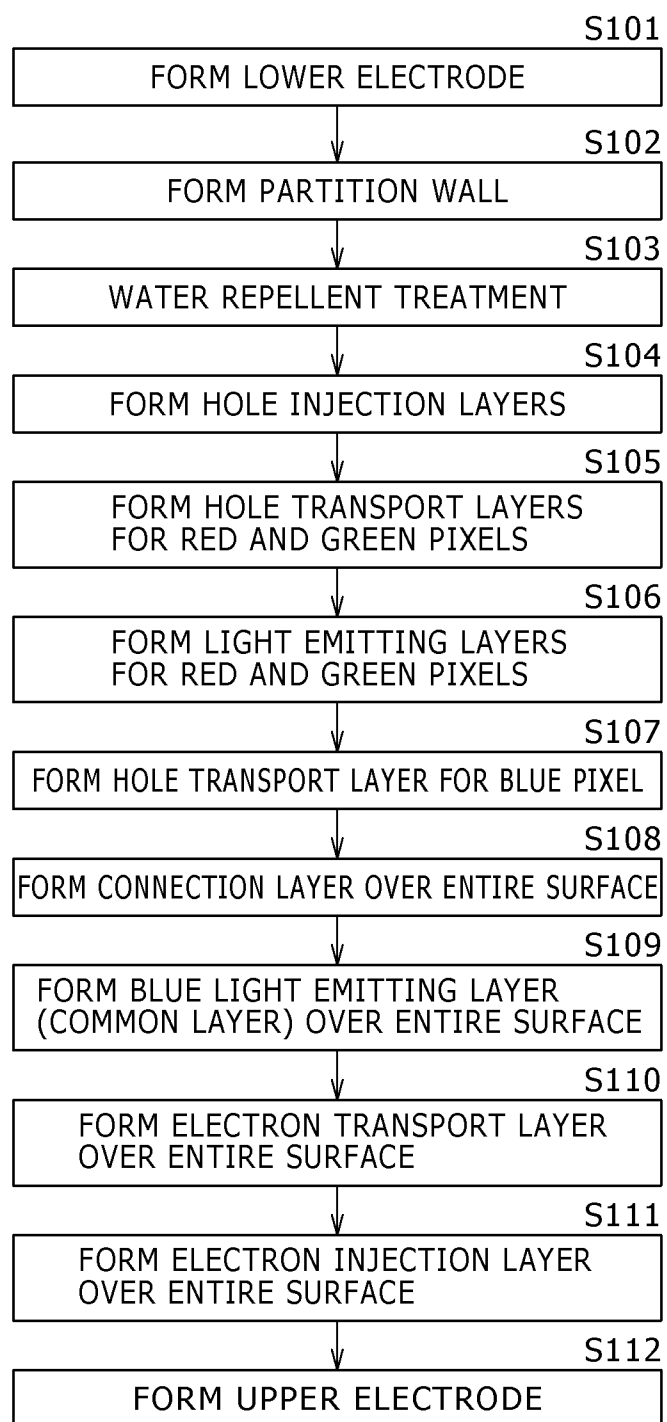 S101
FORM LOWER ELECTRODE
S102
FORM PARTITION WALL
S103
WATER REPELLENT TREATMENT
S104
FORM HOLE INJECTION LAYERS
S105
FORM HOLE TRANSPORT LAYERS
FOR RED AND GREEN PIXELS
S106
FORM LIGHT EMITTING LAYERS
FOR RED AND GREEN PIXELS
S107
FORM HOLE TRANSPORT LAYER FOR BLUE PIXEL
S108
FORM CONNECTION LAYER OVER ENTIRE SURFACE
S109
FORM BLUE LIGHT EMITTING LAYER
(COMMON LAYER) OVER ENTIRE SURFACE
S110
FORM ELECTRON TRANSPORT LAYER
OVER ENTIRE SURFACE
S111
FORM ELECTRON INJECTION LAYER
OVER ENTIRE SURFACE
S112
FORM UPPER ELECTRODE